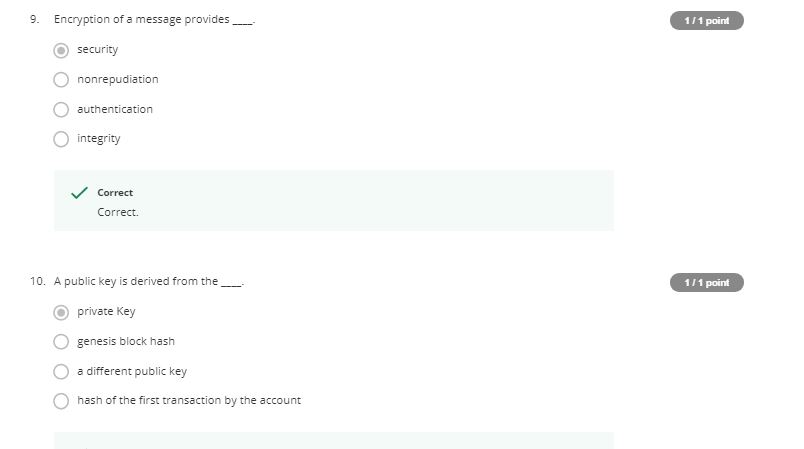 9. Encryption of a message provides ____.
1 / 1 point
security
nonrepudiation
authentication
integrity
Correct
Correct.
10. A public key is derived from the ____.
1 / 1 point
private Key
genesis block hash
a different public key
hash of the first transaction by the account